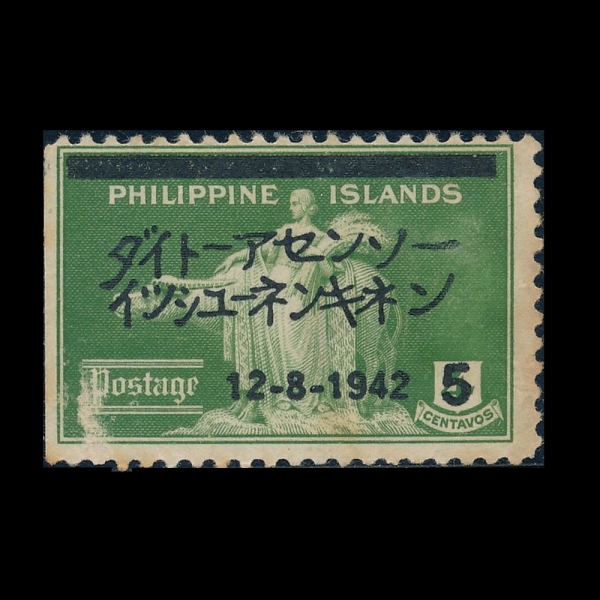 PHILIPPINE ISLANDS
ダイトーアセンソー
イツシユーネンキネン
Postage 12-8-1942 5
CENTAVOS